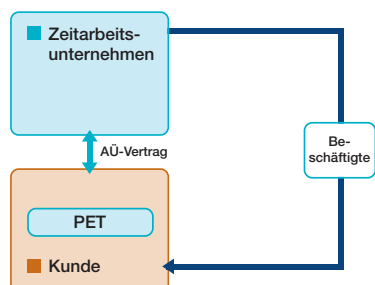 Zeitarbeits-
unternehmen
AÜ-Vertrag
Be-
schäftigte
PET
Kunde